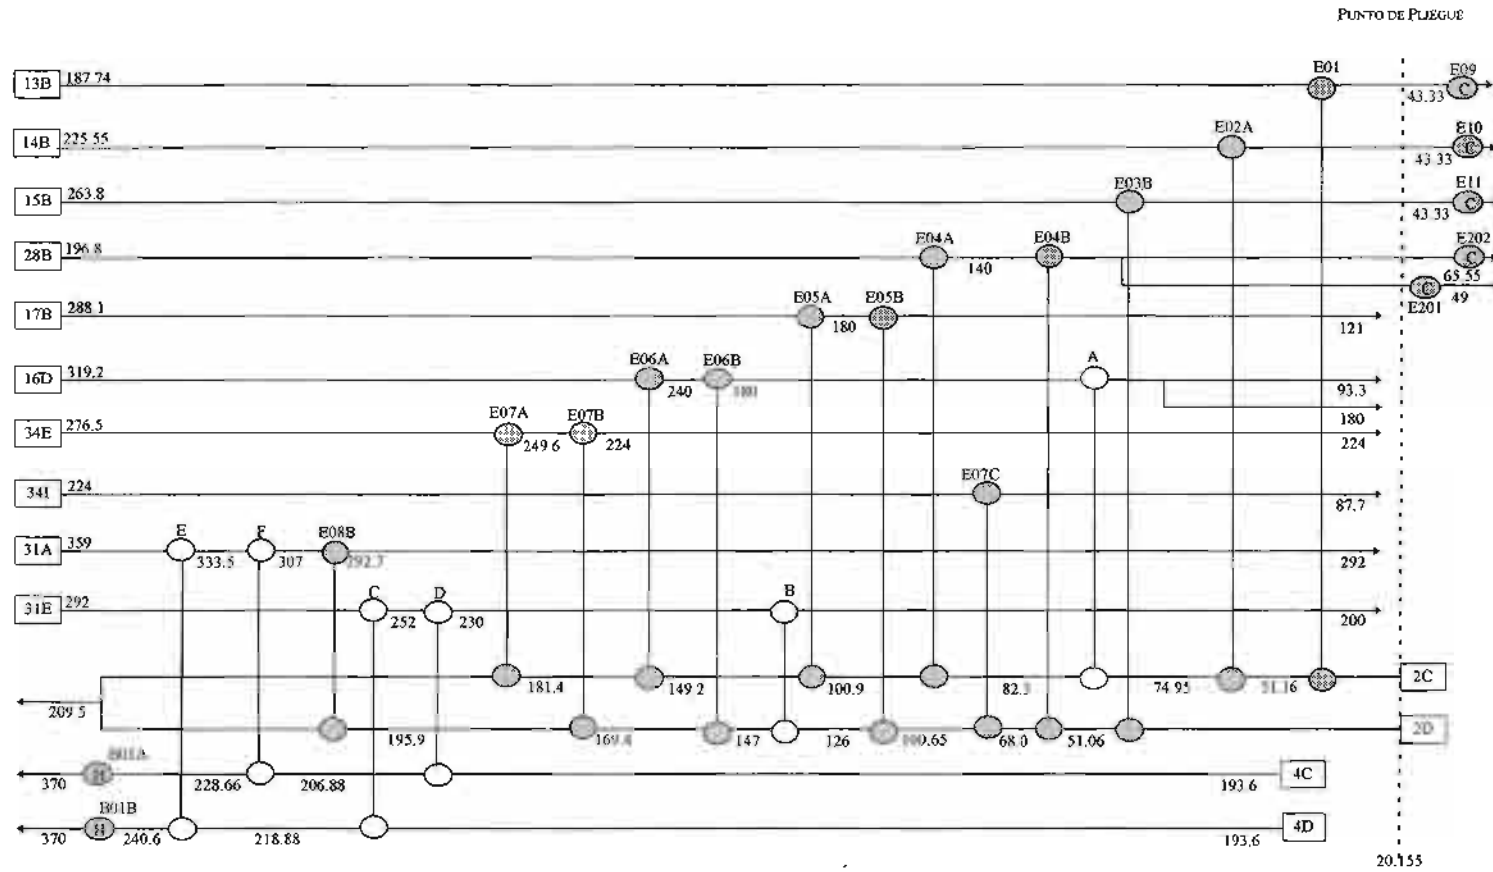 PUNTO DE PLIEGUE
13B 187.74 E01 43.33 E09 C
14B 225.55 E02A 43.33 E10 C
15B 263.8 E03B 43.33 E11 C
28B 196.8 E04A 140 E04B E202 C
65.55
C E201 49
17B 288.1 E05A 180 E05B 121
16D 319.2 E06A 240 E06B A 93.3
180
34E 276.5 E07A 249.6 E07B 224 224
34I 224 E07C 87.7
31A 359 E 333.5 F 307 E08B 292.7 292
31E 292 C 252 D 230 B 200
181.4 149.2 100.9 82.3 74.95 51.16 2C
209.5
195.9 169.4 147 126 100.65 68.0 51.06 2D
370 B01A H 228.66 206.88 193.6 4C
370 B01B H 240.6 218.88 193.6 4D
20.155